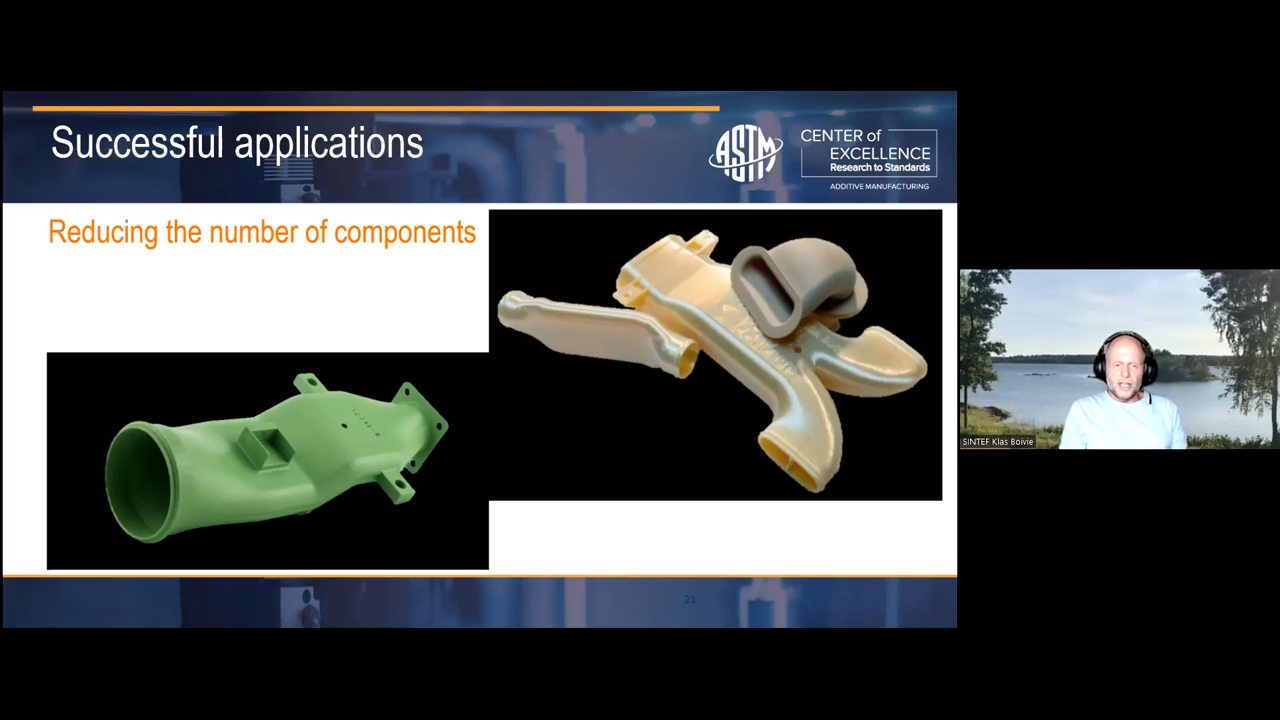 Successful applications
ASTM
CENTER of
EXCELLENCE
Research to Standards
ADDITIVE MANUFACTURING
Reducing the number of components
SINTEF Klas Boivie
21